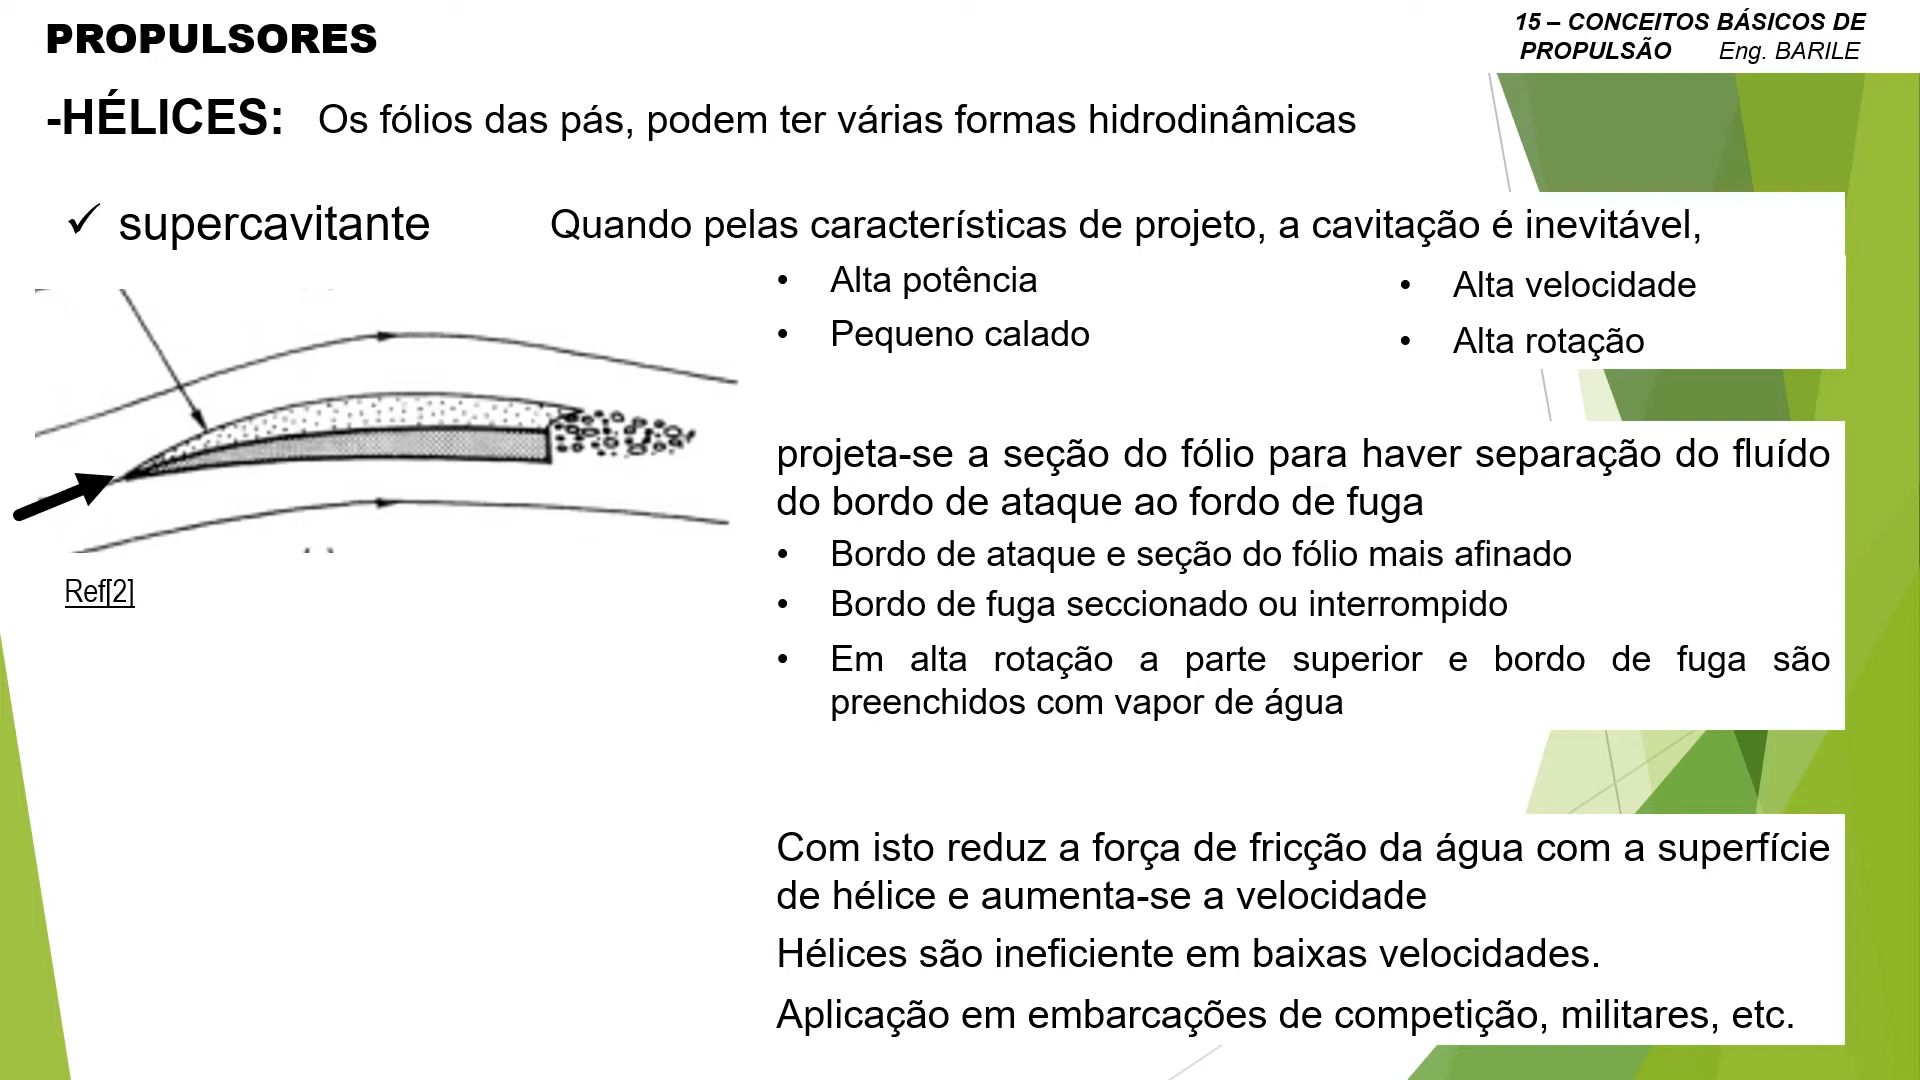 PROPULSORES
15 – CONCEITOS BÁSICOS DE
PROPULSÃO Eng. BARILE
-HÉLICES: Os fólios das pás, podem ter várias formas hidrodinâmicas
✓ supercavitante
Quando pelas características de projeto, a cavitação é inevitável,
• Alta potência
• Pequeno calado
• Alta velocidade
• Alta rotação
projeta-se a seção do fólio para haver separação do fluído
do bordo de ataque ao fordo de fuga
• Bordo de ataque e seção do fólio mais afinado
• Bordo de fuga seccionado ou interrompido
• Em alta rotação a parte superior e bordo de fuga são
preenchidos com vapor de água
Ref[2]
Com isto reduz a força de fricção da água com a superfície
de hélice e aumenta-se a velocidade
Hélices são ineficiente em baixas velocidades.
Aplicação em embarcações de competição, militares, etc.